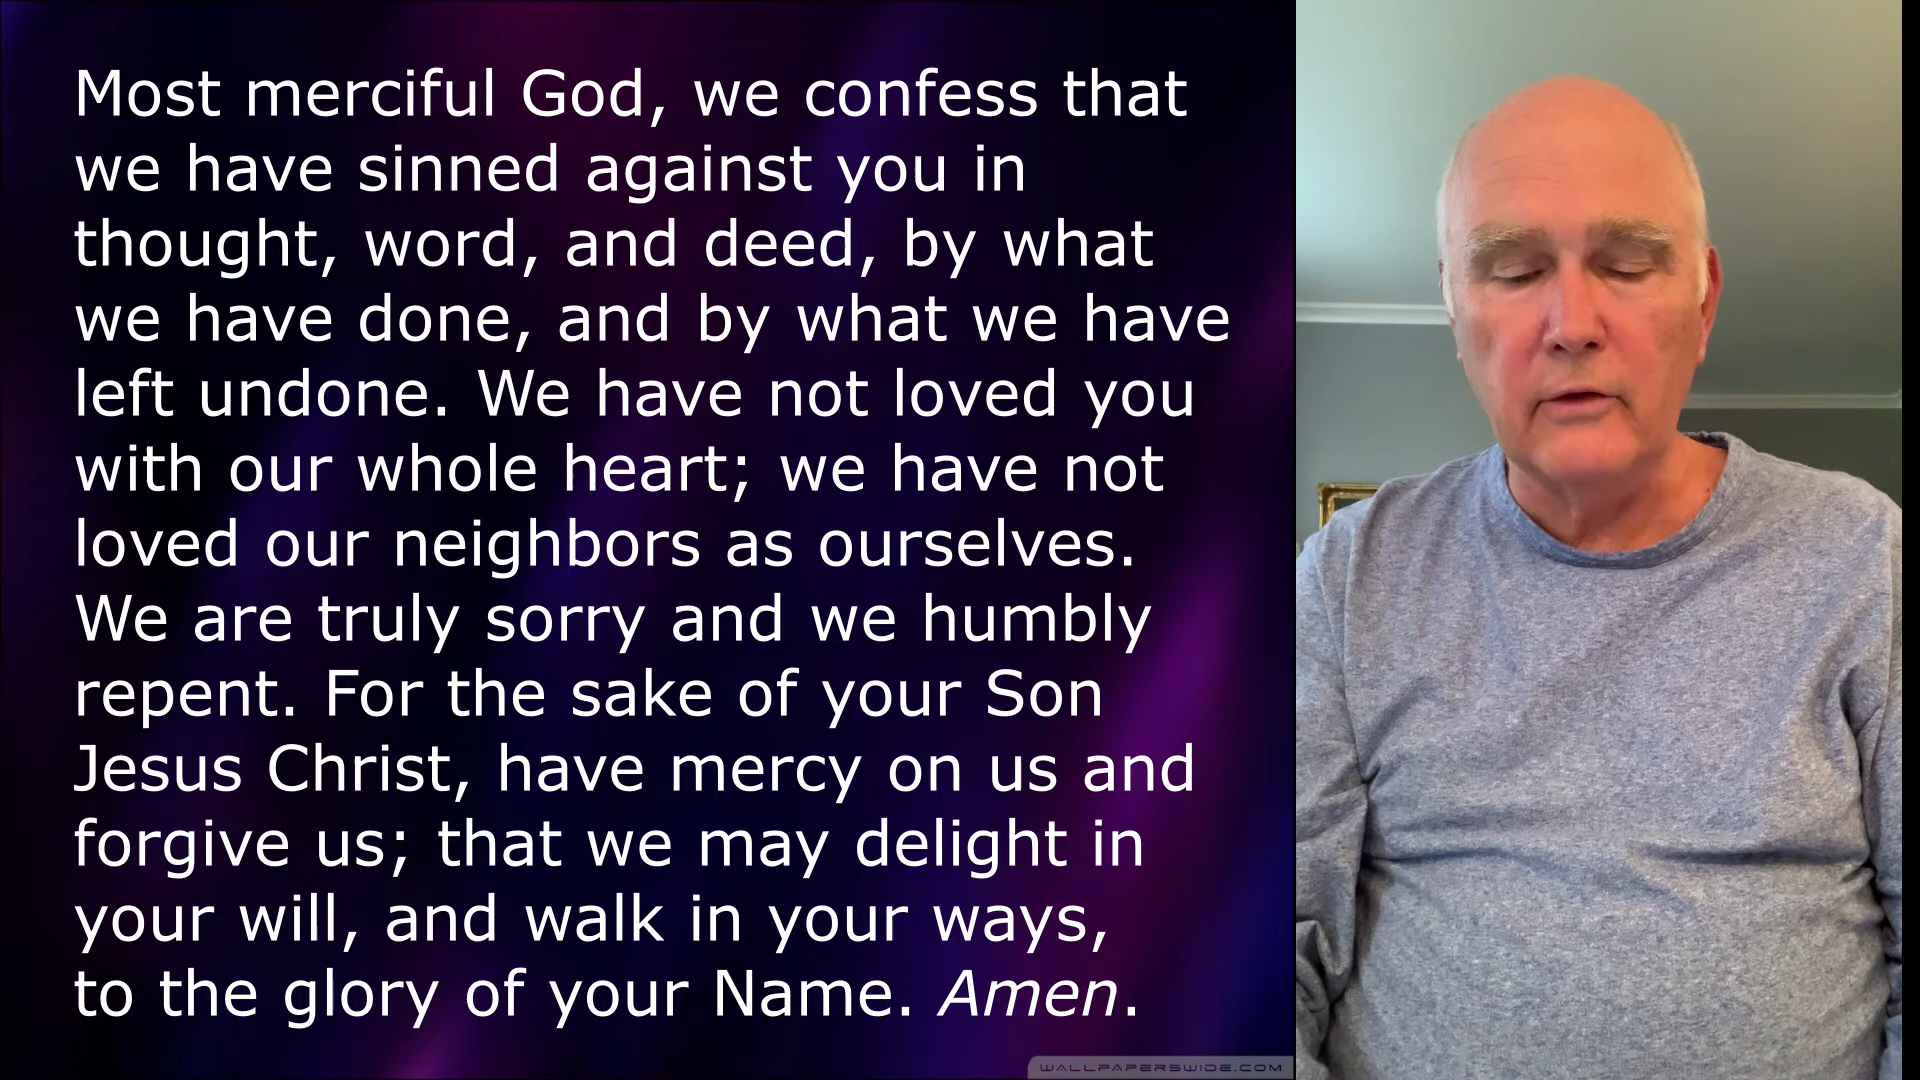 Most merciful God, we confess that
we have sinned against you in
thought, word, and deed, by what
we have done, and by what we have
left undone. We have not loved you
with our whole heart; we have not
loved our neighbors as ourselves.
We are truly sorry and we humbly
repent. For the sake of your Son
Jesus Christ, have mercy on us and
forgive us; that we may delight in
your will, and walk in your ways,
to the glory of your Name. Amen.
WALLPAPERSWIDE.COM